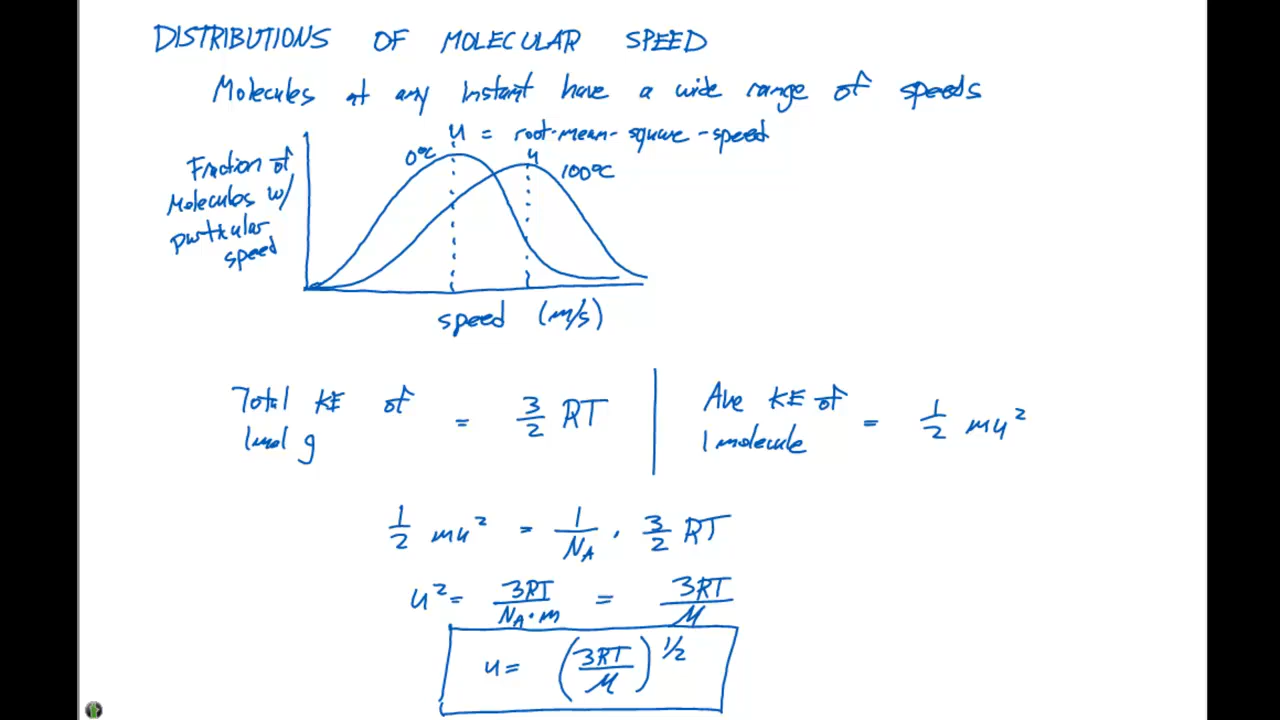 DISTRIBUTIONS OF MOLECULAR SPEED
Molecules at any instant have a wide range of speeds
u = root-mean-square-speed
0°C
u
100°C
Fraction of
Molecules w/
particular
speed
speed (m/s)
Total KE of
1mol g
= 3/2 RT
Ave KE of
1 molecule
= 1/2 mu²
1/2 mu² = 1/N_A · 3/2 RT
u² = 3RT/N_A·m = 3RT/M
u = (3RT/M)^1/2